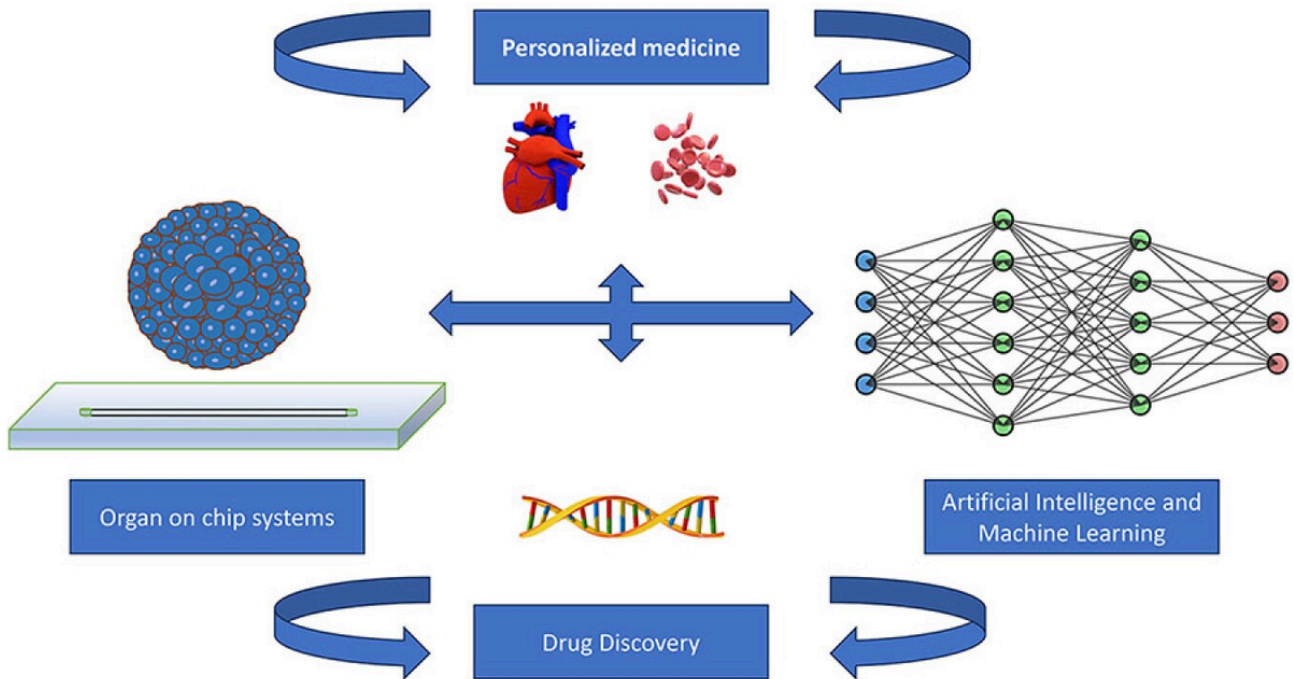 Personalized medicine
Organ on chip systems
Artificial Intelligence and
Machine Learning
Drug Discovery